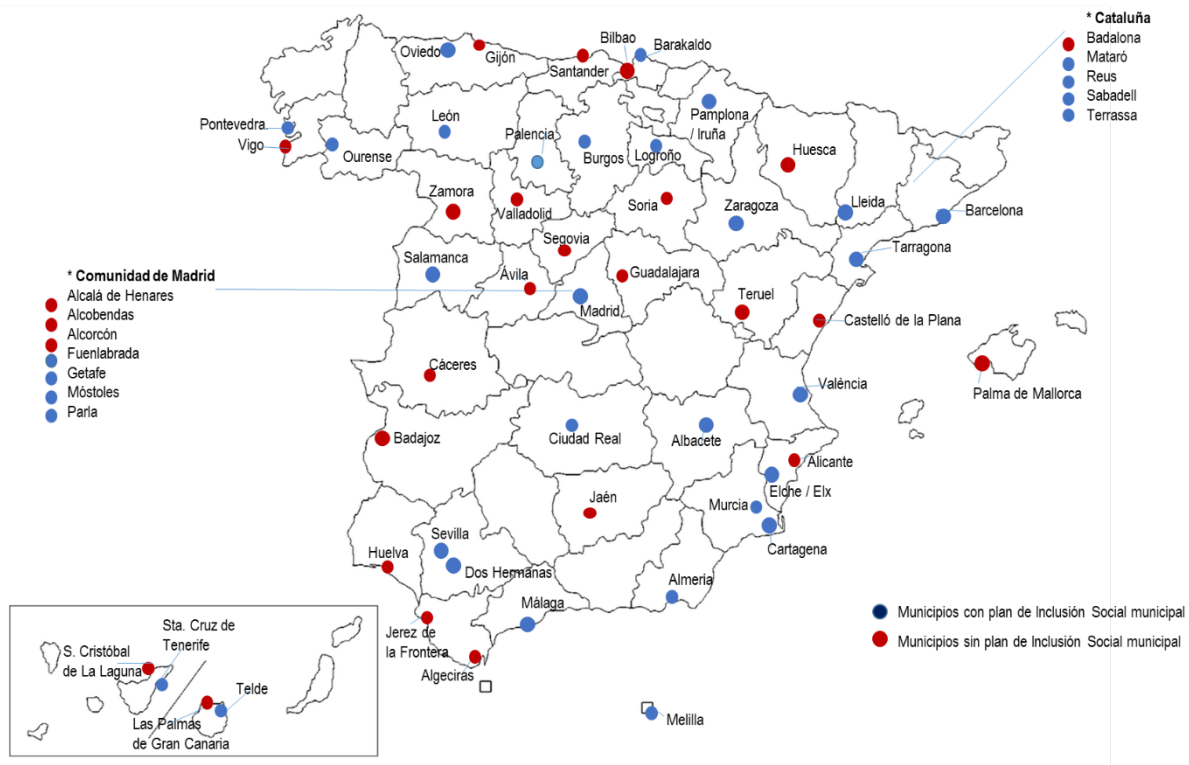 * Cataluña
Badalona
Mataró
Reus
Sabadell
Terrassa
Bilbao
Barakaldo
Oviedo
Gijón
Santander
Pamplona
/ Iruña
León
Palencia
Burgos
Logroño
Huesca
Pontevedra.
Vigo
Ourense
Zamora
Valladolid
Soria
Zaragoza
Lleida
Barcelona
Segovia
Tarragona
Salamanca
Ávila
Guadalajara
* Comunidad de Madrid
Alcalá de Henares
Alcobendas
Alcorcón
Fuenlabrada
Getafe
Móstoles
Parla
Madrid
Teruel
Castelló de la Plana
Cáceres
València
Palma de Mallorca
Badajoz
Ciudad Real
Albacete
Alicante
Elche / Elx
Jaén
Murcia
Cartagena
Sevilla
Huelva
Dos Hermanas
Almeria
Málaga
Jerez de
la Frontera
Algeciras
Municipios con plan de Inclusión Social municipal
Municipios sin plan de Inclusión Social municipal
Sta. Cruz de
Tenerife
S. Cristóbal
de La Laguna
Telde
Las Palmas
de Gran Canaria
Melilla